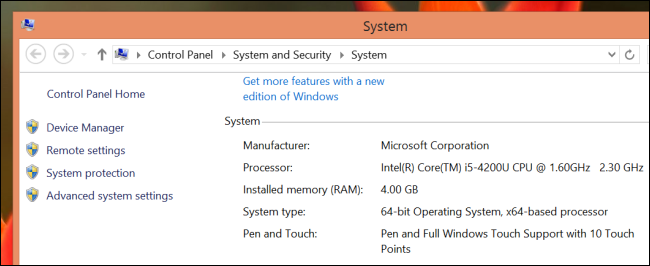 System
Control Panel System and Security System
Get more features with a new
edition of Windows
Control Panel Home
Device Manager
Remote settings
System protection
Advanced system settings
System
Manufacturer: Microsoft Corporation
Processor: Intel(R) Core(TM) i5-4200U CPU @ 1.60GHz 2.30 GHz
Installed memory (RAM): 4.00 GB
System type: 64-bit Operating System, x64-based processor
Pen and Touch: Pen and Full Windows Touch Support with 10 Touch
Points